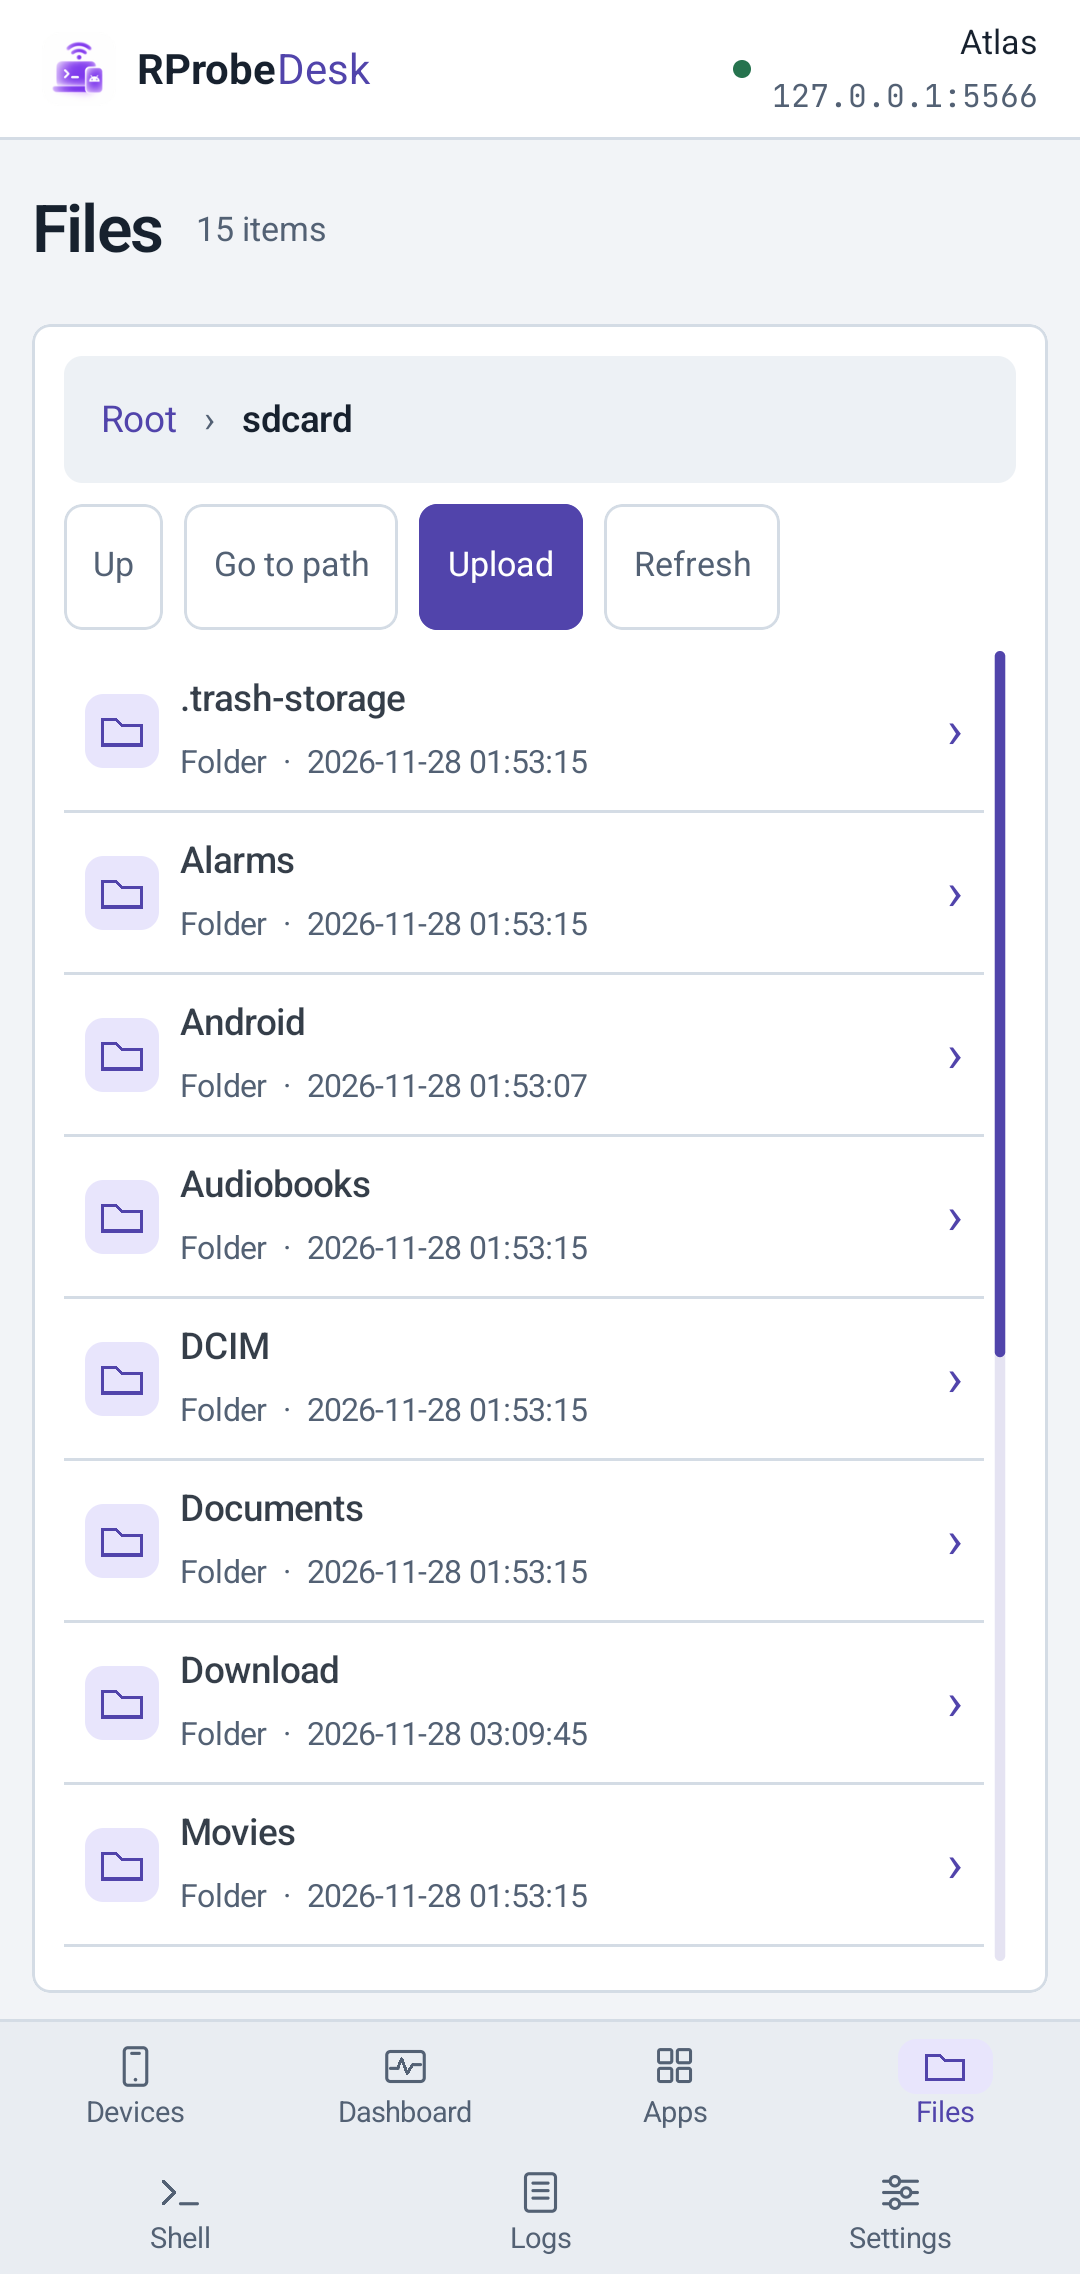 RProbeDesk
Atlas
127.0.0.1:5566
Files 15 items
Root › sdcard
Up Go to path Upload Refresh
.trash-storage
Folder · 2026-11-28 01:53:15
Alarms
Folder · 2026-11-28 01:53:15
Android
Folder · 2026-11-28 01:53:07
Audiobooks
Folder · 2026-11-28 01:53:15
DCIM
Folder · 2026-11-28 01:53:15
Documents
Folder · 2026-11-28 01:53:15
Download
Folder · 2026-11-28 03:09:45
Movies
Folder · 2026-11-28 01:53:15
Devices Dashboard Apps Files
Shell Logs Settings